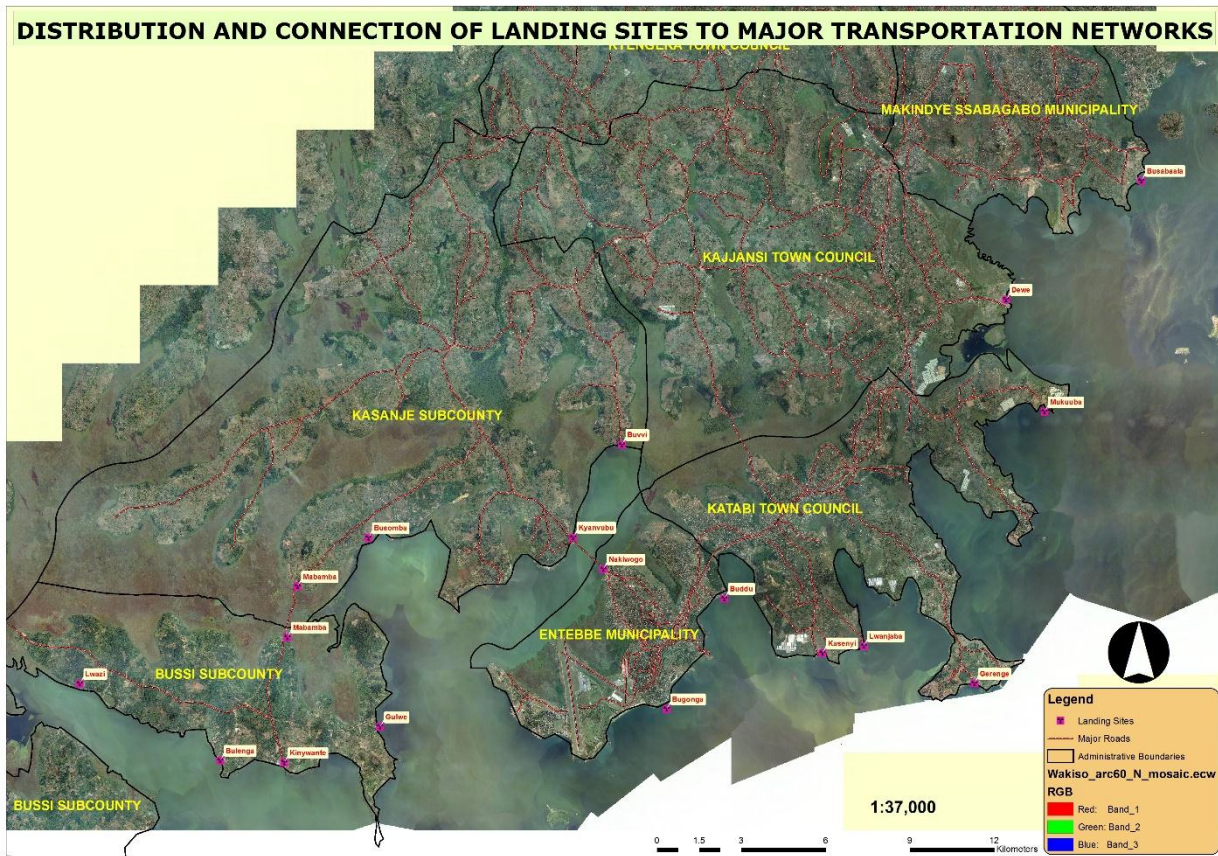 DISTRIBUTION AND CONNECTION OF LANDING SITES TO MAJOR TRANSPORTATION NETWORKS
KYENGERA TOWN COUNCIL
MAKINDYE SSABAGABO MUNICIPALITY
Busabaala
KAJJANSI TOWN COUNCIL
Dewe
KASANJE SUBCOUNTY
Mukuuba
Buvvi
KATABI TOWN COUNCIL
Busomba
Kyanvubu
Nakiwogo
Mabamba
Buddu
Mabamba
ENTEBBE MUNICIPALITY
Kasenyi
Lwanjaba
BUSSI SUBCOUNTY
Lwazi
Gerenge
Bugonga
Gulwe
Bulenga
Kinywante
BUSSI SUBCOUNTY
1:37,000
0 1.5 3 6 9 12
Kilometers
Legend
Landing Sites
Major Roads
Administrative Boundaries
Wakiso_arc60_N_mosaic.ecw
RGB
Red: Band_1
Green: Band_2
Blue: Band_3